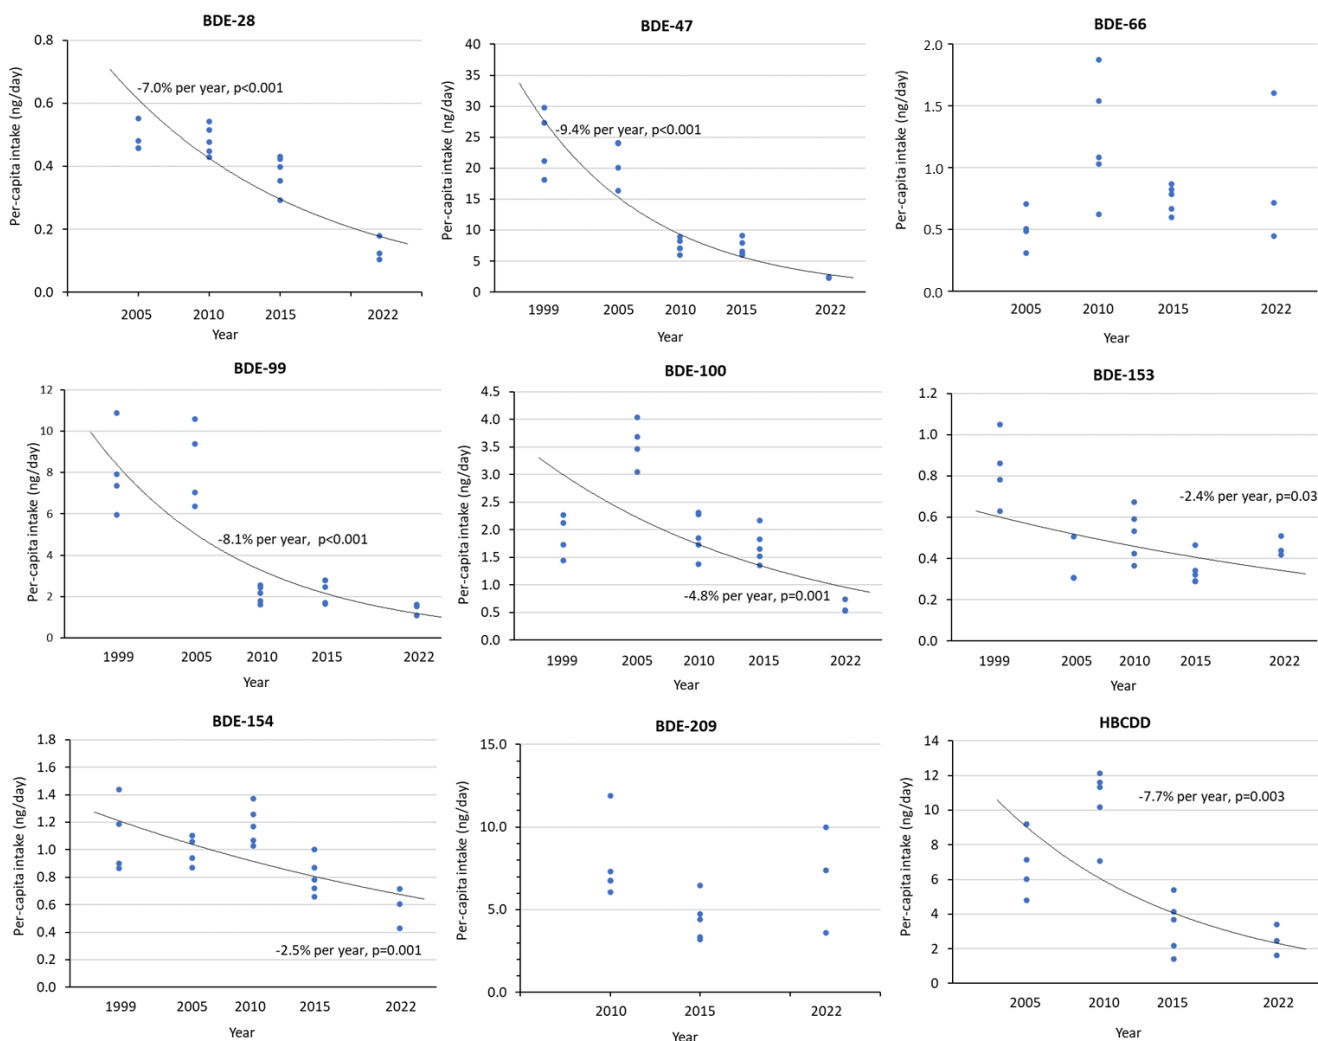 BDE-28
Per-capita intake (ng/day)
0.8
0.6
0.4
0.2
0.0
-7.0% per year, p<0.001
2005 2010 2015 2022
Year
BDE-47
Per-capita intake (ng/day)
40
35
30
25
20
15
10
5
0
-9.4% per year, p<0.001
1999 2005 2010 2015 2022
Year
BDE-66
Per-capita intake (ng/day)
2.0
1.5
1.0
0.5
0.0
2005 2010 2015 2022
Year
BDE-99
Per-capita intake (ng/day)
12
10
8
6
4
2
0
-8.1% per year, p<0.001
1999 2005 2010 2015 2022
Year
BDE-100
Per-capita intake (ng/day)
4.5
4.0
3.5
3.0
2.5
2.0
1.5
1.0
0.5
0.0
-4.8% per year, p=0.001
1999 2005 2010 2015 2022
Year
BDE-153
Per-capita intake (ng/day)
1.2
1.0
0.8
0.6
0.4
0.2
0.0
-2.4% per year, p=0.03
1999 2005 2010 2015 2022
Year
BDE-154
Per-capita intake (ng/day)
1.8
1.6
1.4
1.2
1.0
0.8
0.6
0.4
0.2
0.0
-2.5% per year, p=0.001
1999 2005 2010 2015 2022
Year
BDE-209
Per-capita intake (ng/day)
15.0
10.0
5.0
0.0
2010 2015 2022
Year
HBCDD
Per-capita intake (ng/day)
14
12
10
8
6
4
2
0
-7.7% per year, p=0.003
2005 2010 2015 2022
Year